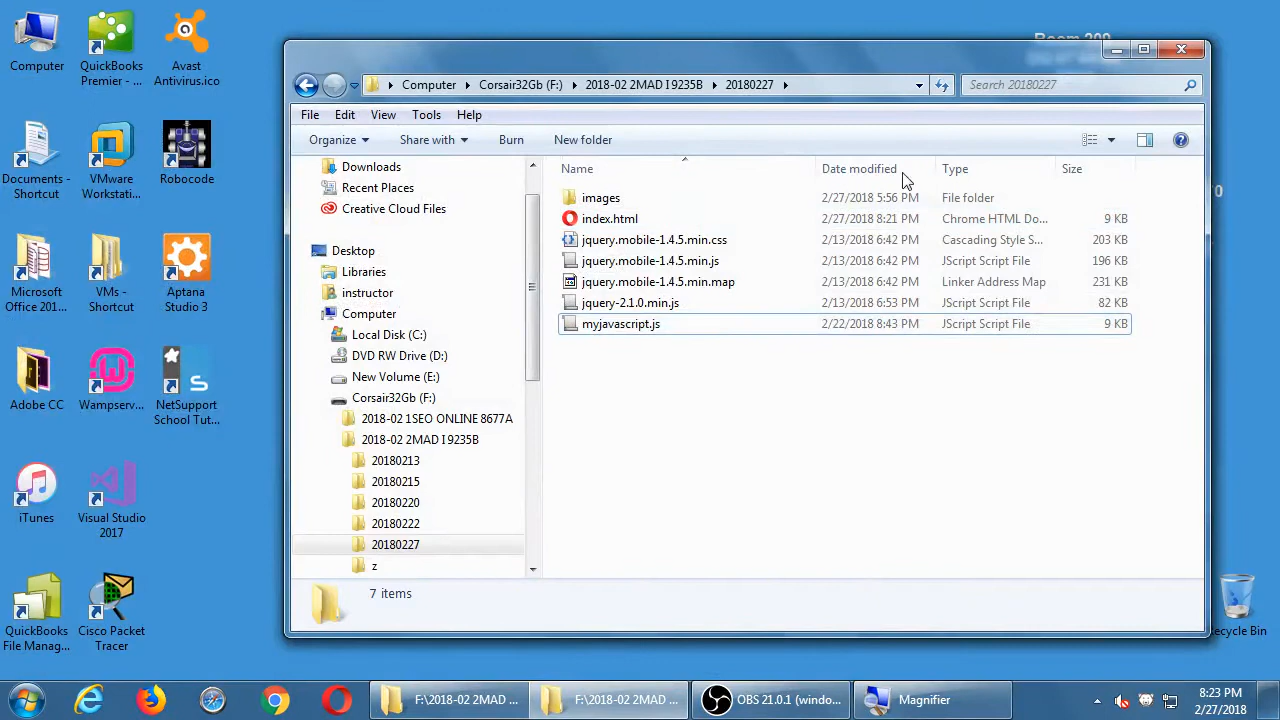 Computer
QuickBooks
Premier - ...
Avast
Antivirus.ico
Documents -
Shortcut
VMware
Workstati...
Robocode
Microsoft
Office 201...
VMs -
Shortcut
Aptana
Studio 3
Adobe CC
Wampserv...
NetSupport
School Tut...
iTunes
Visual Studio
2017
QuickBooks
File Manag...
Cisco Packet
Tracer
Computer
Corsair32Gb (F:)
2018-02 2MAD I 9235B
20180227
Search 20180227
File Edit View Tools Help
Organize Share with Burn New folder
Downloads
Recent Places
Creative Cloud Files
Desktop
Libraries
instructor
Computer
Local Disk (C:)
DVD RW Drive (D:)
New Volume (E:)
Corsair32Gb (F:)
2018-02 1SEO ONLINE 8677A
2018-02 2MAD I 9235B
20180213
20180215
20180220
20180222
20180227
z
Name Date modified Type Size
images 2/27/2018 5:56 PM File folder
index.html 2/27/2018 8:21 PM Chrome HTML Do... 9 KB
jquery.mobile-1.4.5.min.css 2/13/2018 6:42 PM Cascading Style S... 203 KB
jquery.mobile-1.4.5.min.js 2/13/2018 6:42 PM JScript Script File 196 KB
jquery.mobile-1.4.5.min.map 2/13/2018 6:42 PM Linker Address Map 231 KB
jquery-2.1.0.min.js 2/13/2018 6:53 PM JScript Script File 82 KB
myjavascript.js 2/22/2018 8:43 PM JScript Script File 9 KB
7 items
ecycle Bin
F:\2018-02 2MAD ...
F:\2018-02 2MAD ...
OBS 21.0.1 (windo...
Magnifier
8:23 PM
2/27/2018